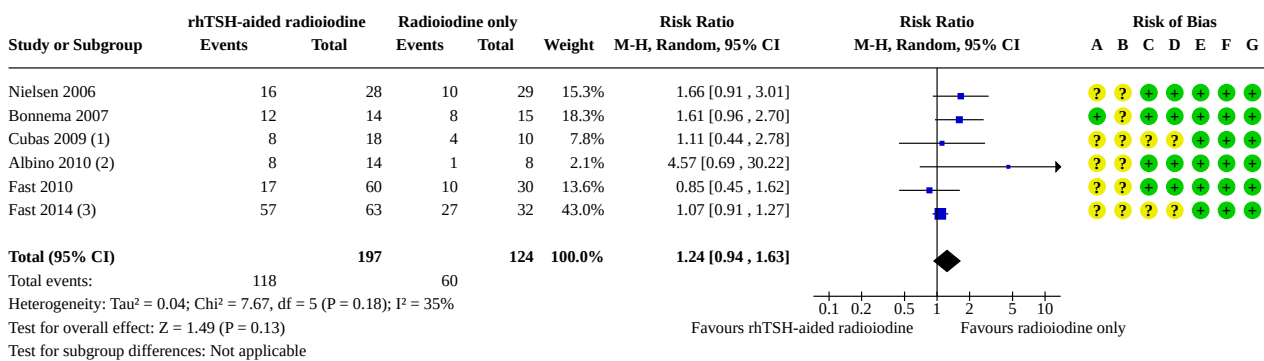 rhTSH-aided radioiodine Radioiodine only Risk Ratio Risk Ratio Risk of Bias
Study or Subgroup Events Total Events Total Weight M-H, Random, 95% CI M-H, Random, 95% CI A B C D E F G
Nielsen 2006 16 28 10 29 15.3% 1.66 [0.91 , 3.01] ? ? + + + + +
Bonnema 2007 12 14 8 15 18.3% 1.61 [0.96 , 2.70] + ? + + + + +
Cubas 2009 (1) 8 18 4 10 7.8% 1.11 [0.44 , 2.78] ? ? ? ? + + +
Albino 2010 (2) 8 14 1 8 2.1% 4.57 [0.69 , 30.22] ? ? + + + + +
Fast 2010 17 60 10 30 13.6% 0.85 [0.45 , 1.62] ? ? + + + + +
Fast 2014 (3) 57 63 27 32 43.0% 1.07 [0.91 , 1.27] ? ? ? ? + + +
Total (95% CI) 197 124 100.0% 1.24 [0.94 , 1.63]
Total events: 118 60
Heterogeneity: Tau² = 0.04; Chi² = 7.67, df = 5 (P = 0.18); I² = 35%
0.1 0.2 0.5 1 2 5 10
Test for overall effect: Z = 1.49 (P = 0.13)
Favours rhTSH-aided radioiodine Favours radioiodine only
Test for subgroup differences: Not applicable